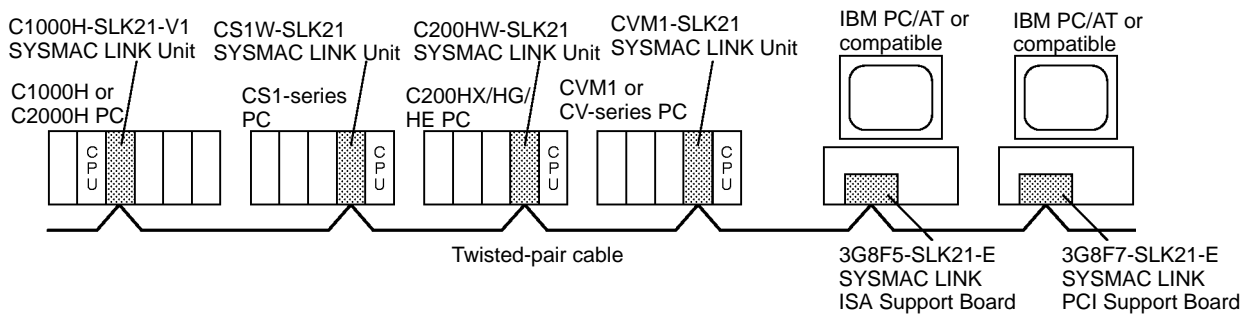 C1000H-SLK21-V1
SYSMAC LINK Unit
C1000H or
C2000H PC
CPU
CS1W-SLK21
SYSMAC LINK Unit
CS1-series
PC
CPU
C200HW-SLK21
SYSMAC LINK Unit
C200HX/HG/
HE PC
CPU
CVM1-SLK21
SYSMAC LINK Unit
CVM1 or
CV-series PC
CPU
IBM PC/AT or
compatible
IBM PC/AT or
compatible
Twisted-pair cable
3G8F5-SLK21-E
SYSMAC LINK
ISA Support Board
3G8F7-SLK21-E
SYSMAC LINK
PCI Support Board